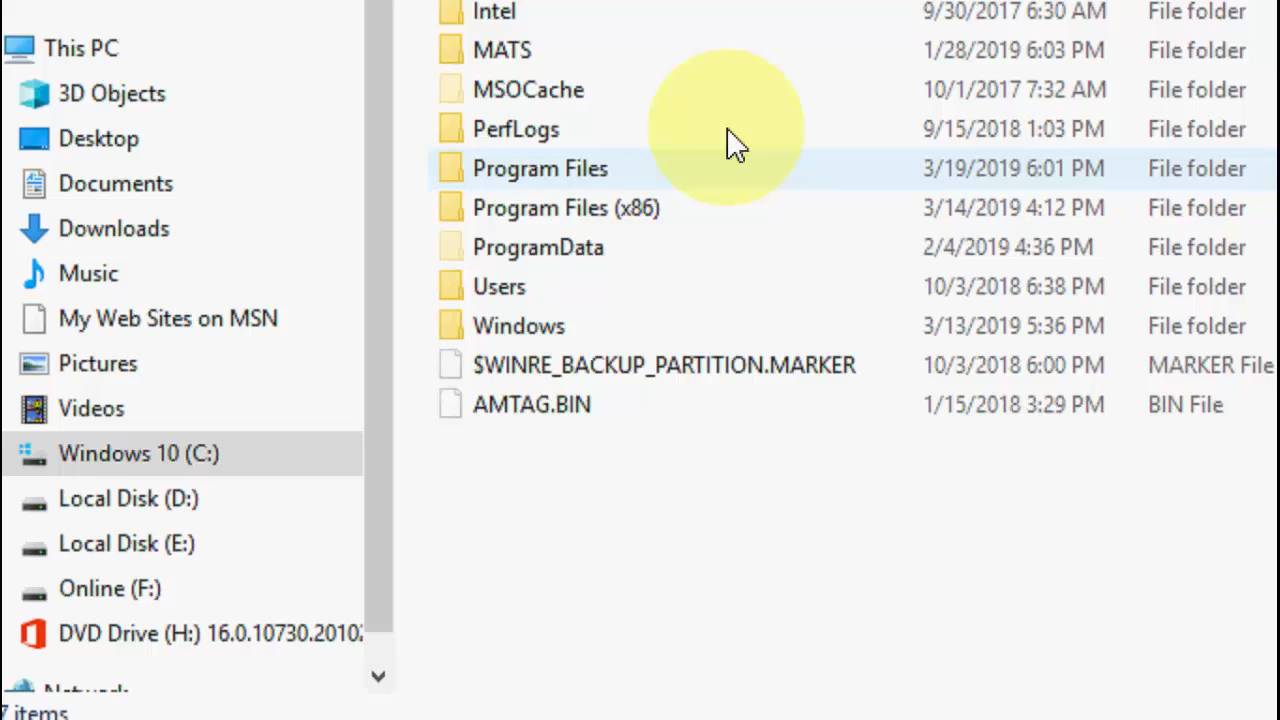 This PC
3D Objects
Desktop
Documents
Downloads
Music
My Web Sites on MSN
Pictures
Videos
Windows 10 (C:)
Local Disk (D:)
Local Disk (E:)
Online (F:)
DVD Drive (H:) 16.0.10730.2010
Network
7 items
Intel 9/30/2017 6:30 AM File folder
MATS 1/28/2019 6:03 PM File folder
MSOCache 10/1/2017 7:32 AM File folder
PerfLogs 9/15/2018 1:03 PM File folder
Program Files 3/19/2019 6:01 PM File folder
Program Files (x86) 3/14/2019 4:12 PM File folder
ProgramData 2/4/2019 4:36 PM File folder
Users 10/3/2018 6:38 PM File folder
Windows 3/13/2019 5:36 PM File folder
$WINRE_BACKUP_PARTITION.MARKER 10/3/2018 6:00 PM MARKER File
AMTAG.BIN 1/15/2018 3:29 PM BIN File